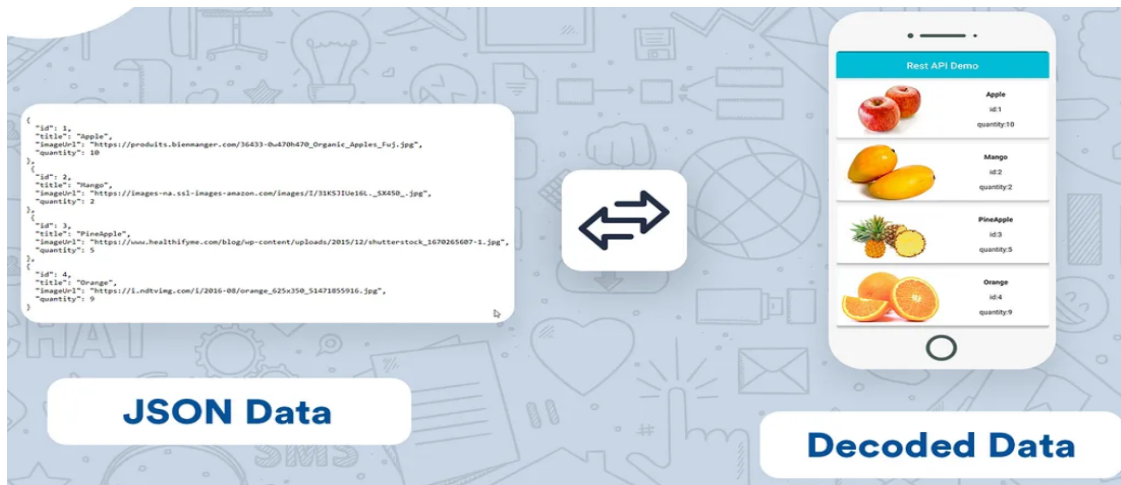 {
"id": 1,
"title": "Apple",
"imageUrl": "https://produits.bienmanger.com/36433-0w470h470_Organic_Apples_Fuj.jpg",
"quantity": 10
},
{
"id": 2,
"title": "Mango",
"imageUrl": "https://images-na.ssl-images-amazon.com/images/I/31K5JIUe16L._SX450_.jpg",
"quantity": 2
},
{
"id": 3,
"title": "PineApple",
"imageUrl": "https://www.healthifyme.com/blog/wp-content/uploads/2015/12/shutterstock_1670265607-1.jpg",
"quantity": 5
},
{
"id": 4,
"title": "Orange",
"imageUrl": "https://i.ndtvimg.com/i/2016-08/orange_625x350_51471855916.jpg",
"quantity": 9
}
Rest API Demo
Apple
id:1
quantity:10
Mango
id:2
quantity:2
PineApple
id:3
quantity:5
Orange
id:4
quantity:9
CHAT
JSON Data
SMS
Decoded Data